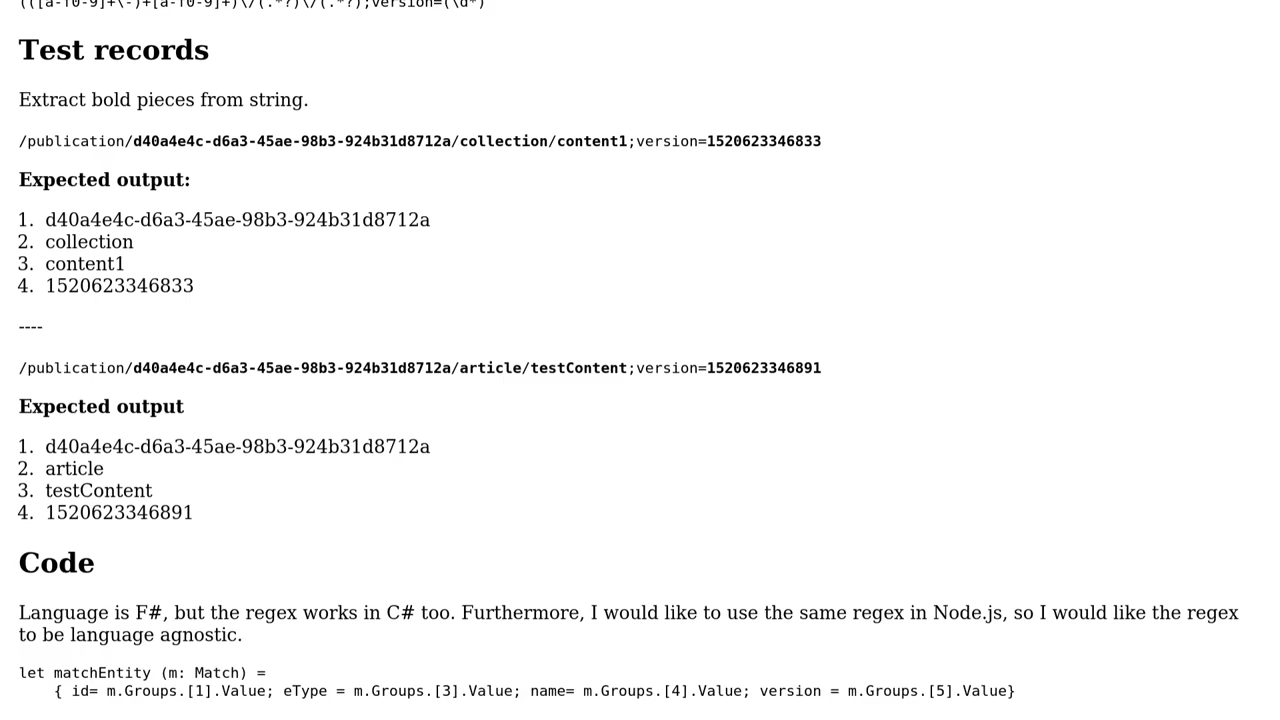 (([a-f0-9]+\-)+[a-f0-9]+)\/(.*?)\/(.*?);version=(\d*)
Test records
Extract bold pieces from string.
/publication/d40a4e4c-d6a3-45ae-98b3-924b31d8712a/collection/content1;version=1520623346833
Expected output:
1. d40a4e4c-d6a3-45ae-98b3-924b31d8712a
2. collection
3. content1
4. 1520623346833
----
/publication/d40a4e4c-d6a3-45ae-98b3-924b31d8712a/article/testContent;version=1520623346891
Expected output
1. d40a4e4c-d6a3-45ae-98b3-924b31d8712a
2. article
3. testContent
4. 1520623346891
Code
Language is F#, but the regex works in C# too. Furthermore, I would like to use the same regex in Node.js, so I would like the regex
to be language agnostic.
let matchEntity (m: Match) =
    { id= m.Groups.[1].Value; eType = m.Groups.[3].Value; name= m.Groups.[4].Value; version = m.Groups.[5].Value}